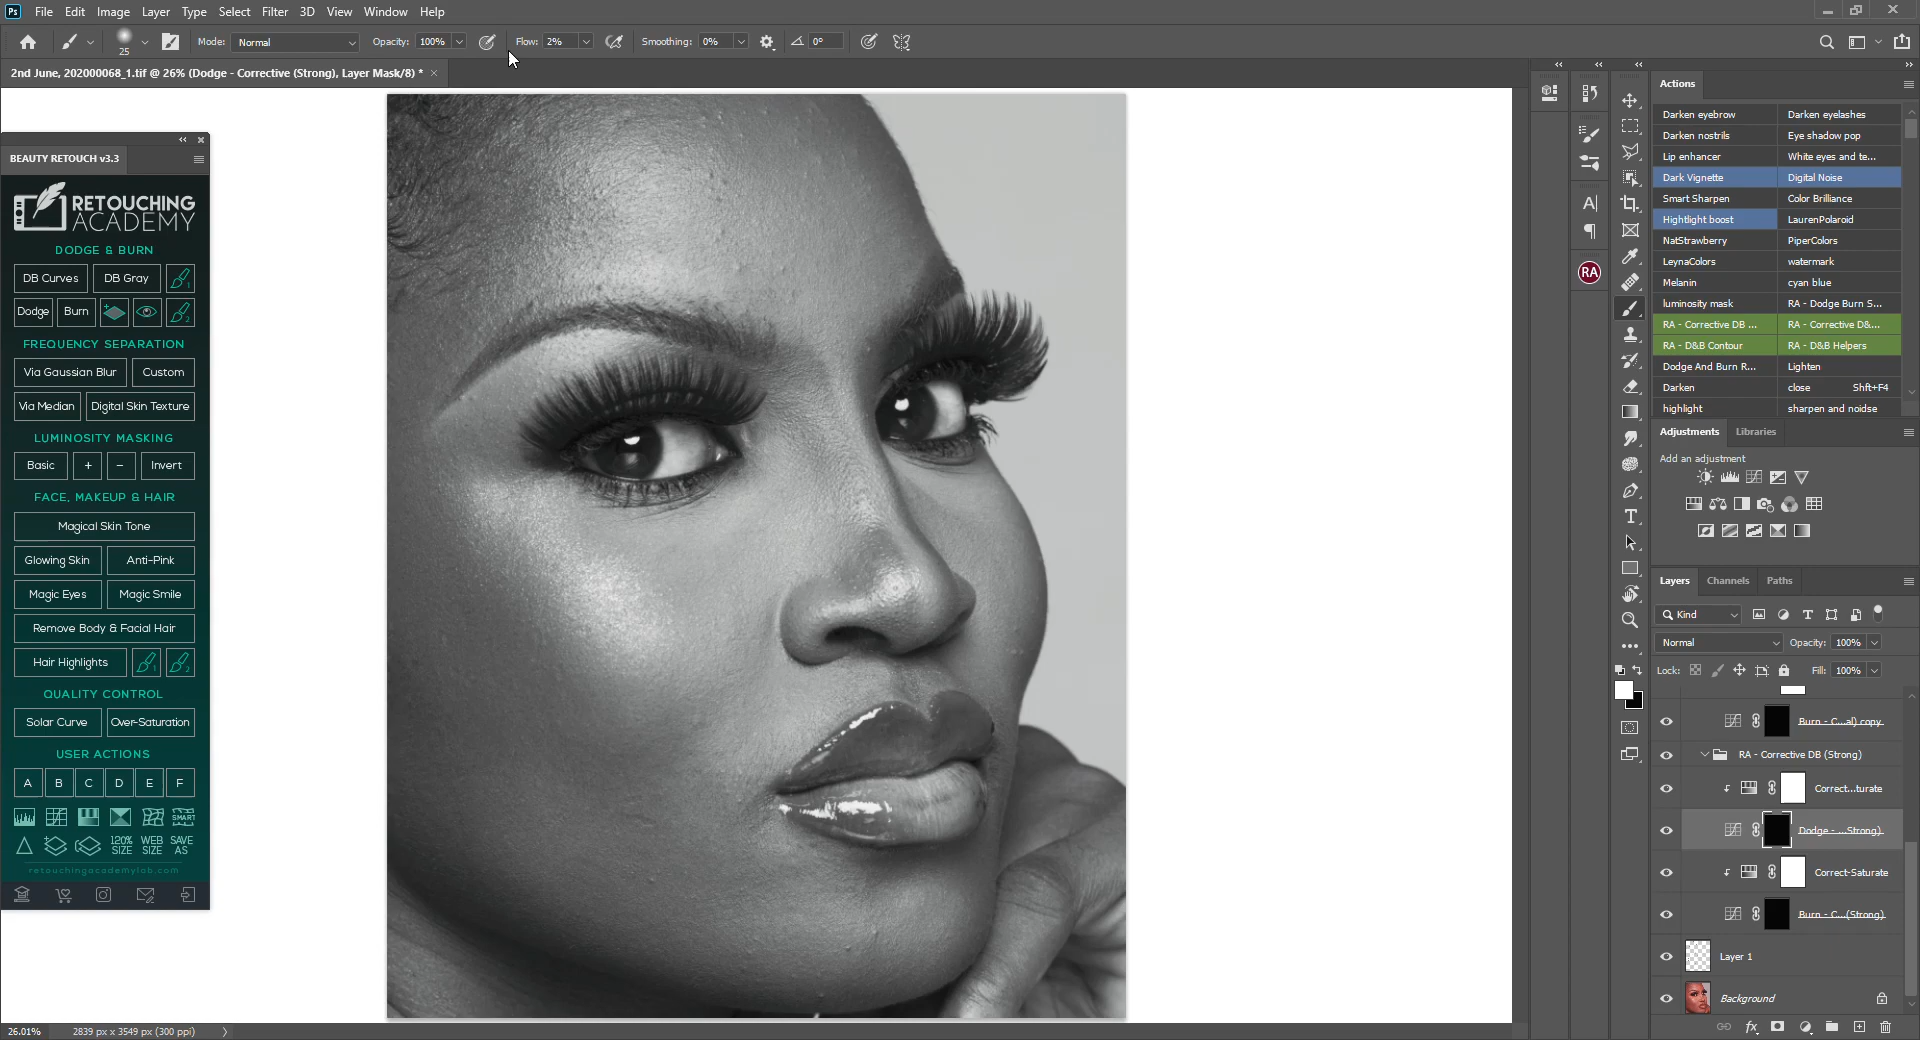 Ps File Edit Image Layer Type Select Filter 3D View Window Help
25 Mode: Normal Opacity: 100% Flow: 2% Smoothing: 0% 0°
2nd June, 202000068_1.tif @ 26% (Dodge - Corrective (Strong), Layer Mask/8) * ×
BEAUTY RETOUCH v3.3
RETOUCHING
ACADEMY
DODGE & BURN
DB Curves DB Gray 1
Dodge Burn 2
FREQUENCY SEPARATION
Via Gaussian Blur Custom
Via Median Digital Skin Texture
LUMINOSITY MASKING
Basic + − Invert
FACE, MAKEUP & HAIR
Magical Skin Tone
Glowing Skin Anti-Pink
Magic Eyes Magic Smile
Remove Body & Facial Hair
Hair Highlights 1 2
QUALITY CONTROL
Solar Curve Over-Saturation
USER ACTIONS
A B C D E F
SMART
120% SIZE WEB SIZE SAVE AS
retouchingacademylab.com
26.01% 2839 px x 3549 px (300 ppi)
RA
Actions
Darken eyebrow Darken eyelashes
Darken nostrils Eye shadow pop
Lip enhancer White eyes and te...
Dark Vignette Digital Noise
Smart Sharpen Color Brilliance
Hightlight boost LaurenPolaroid
NatStrawberry PiperColors
LeynaColors watermark
Melanin cyan blue
luminosity mask RA - Dodge Burn S...
RA - Corrective DB ... RA - Corrective D&...
RA - D&B Contour RA - D&B Helpers
Dodge And Burn R... Lighten
Darken close Shft+F4
highlight sharpen and noidse
Adjustments Libraries
Add an adjustment
Layers Channels Paths
Kind
Normal Opacity: 100%
Lock: Fill: 100%
Burn - C...al) copy
RA - Corrective DB (Strong)
Correct...turate
Dodge - ...Strong)
Correct-Saturate
Burn - C...(Strong)
Layer 1
Background
fx